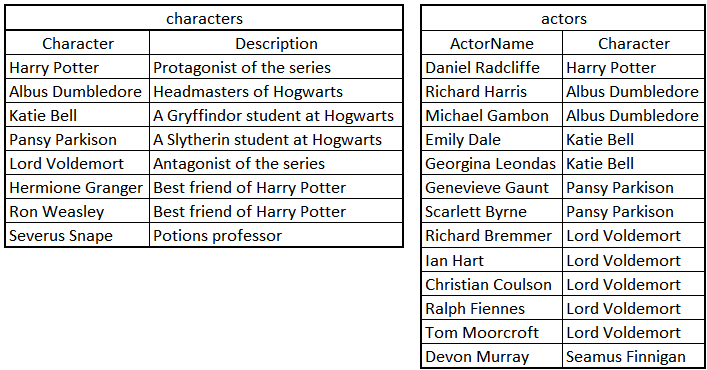 characters
Character Description
Harry Potter Protagonist of the series
Albus Dumbledore Headmasters of Hogwarts
Katie Bell A Gryffindor student at Hogwarts
Pansy Parkison A Slytherin student at Hogwarts
Lord Voldemort Antagonist of the series
Hermione Granger Best friend of Harry Potter
Ron Weasley Best friend of Harry Potter
Severus Snape Potions professor
actors
ActorName Character
Daniel Radcliffe Harry Potter
Richard Harris Albus Dumbledore
Michael Gambon Albus Dumbledore
Emily Dale Katie Bell
Georgina Leondas Katie Bell
Genevieve Gaunt Pansy Parkison
Scarlett Byrne Pansy Parkison
Richard Bremmer Lord Voldemort
Ian Hart Lord Voldemort
Christian Coulson Lord Voldemort
Ralph Fiennes Lord Voldemort
Tom Moorcroft Lord Voldemort
Devon Murray Seamus Finnigan